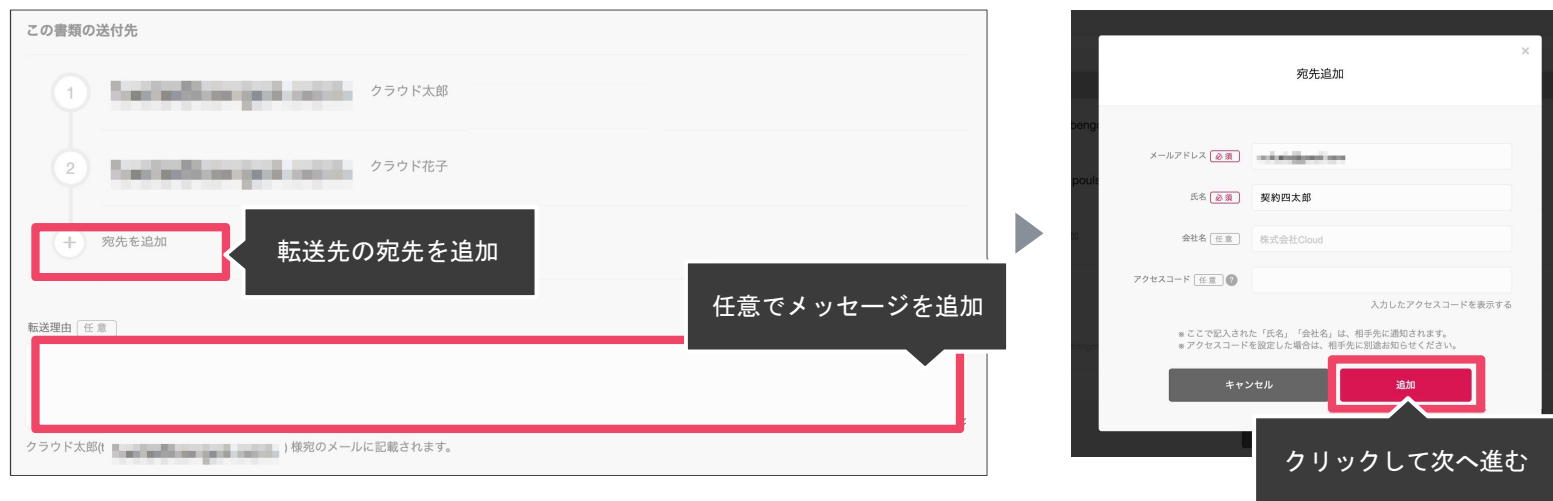 この書類の送付先
1
クラウド太郎
2
クラウド花子
+ 宛先を追加
転送先の宛先を追加
任意でメッセージを追加
転送理由 任意
クラウド太郎(t
) 様宛のメールに記載されます。
×
宛先追加
メールアドレス 必須
氏名 必須 契約四太郎
会社名 任意 株式会社Cloud
アクセスコード 任意 ?
入力したアクセスコードを表示する
※ ここで記入された「氏名」「会社名」は、相手先に通知されます。
※ アクセスコードを設定した場合は、相手先に別途お知らせください。
キャンセル 追加
クリックして次へ進む